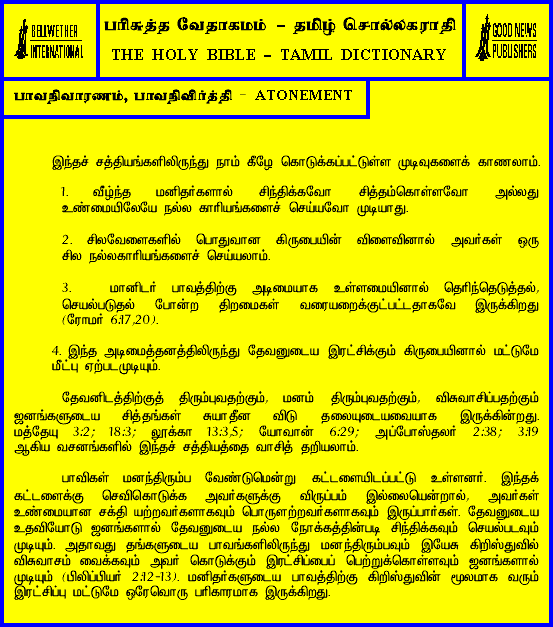 BELLWETHER
INTERNATIONAL
பரிசுத்த வேதாகமம் – தமிழ் சொல்லகராதி
THE HOLY BIBLE – TAMIL DICTIONARY
GOOD NEWS
PUBLISHERS
பாவநிவாரணம், பாவநிவிர்த்தி - ATONEMENT
இந்தச் சத்தியங்களிலிருந்து நாம் கீழே கொடுக்கப்பட்டுள்ள முடிவுகளைக் காணலாம்.
1. வீழ்ந்த மனிதர்களால் சிந்திக்கவோ சித்தம்கொள்ளவோ அல்லது
உண்மையிலேயே நல்ல காரியங்களைச் செய்யவோ முடியாது.
2. சிலவேளைகளில் பொதுவான கிருபையின் விளைவினால் அவர்கள் ஒரு
சில நல்லகாரியங்களைச் செய்யலாம்.
3. மானிடர் பாவத்திற்கு அடிமையாக உள்ளமையினால் தெரிந்தெடுத்தல்,
செயல்படுதல் போன்ற திறமைகள் வரையறைக்குட்பட்டதாகவே இருக்கிறது
(ரோமர் 6:17,20).
4. இந்த அடிமைத்தனத்திலிருந்து தேவனுடைய இரட்சிக்கும் கிருபையினால் மட்டுமே
மீட்பு ஏற்படமுடியும்.
தேவனிடத்திற்குத் திரும்புவதற்கும், மனம் திரும்புவதற்கும், விசுவாசிப்பதற்கும்
ஜனங்களுடைய சித்தங்கள் சுயாதீன விடு தலையுடையவையாக இருக்கின்றது.
மத்தேயு 3:2; 18:3; லூக்கா 13:3,5; யோவான் 6:29; அப்போஸ்தலர் 2:38; 3:19
ஆகிய வசனங்களில் இந்தச் சத்தியத்தை வாசித் தறியலாம்.
பாவிகள் மனந்திரும்ப வேண்டுமென்று கட்டளையிடப்பட்டு உள்ளனர். இந்தக்
கட்டளைக்கு செவிகொடுக்க அவர்களுக்கு விருப்பம் இல்லையென்றால், அவர்கள்
உண்மையான சக்தி யற்றவர்களாகவும் பொருளற்றவர்களாகவும் இருப்பார்கள். தேவனுடைய
உதவியோடு ஜனங்களால் தேவனுடைய நல்ல நோக்கத்தின்படி சிந்திக்கவும் செயல்படவும்
முடியும். அதாவது தங்களுடைய பாவங்களிலிருந்து மனந்திரும்பவும் இயேசு கிறிஸ்துவில்
விசுவாசம் வைக்கவும் அவர் கொடுக்கும் இரட்சிப்பைப் பெற்றுக்கொள்ளவும் ஜனங்களால்
முடியும் (பிலிப்பியர் 2:12-13). மனிதர்களுடைய பாவத்திற்கு கிறிஸ்துவின் மூலமாக வரும்
இரட்சிப்பு மட்டுமே ஒரேவொரு பரிகாரமாக இருக்கிறது.